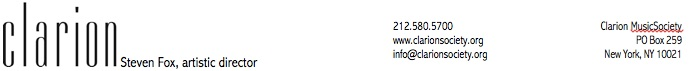 clarion
Steven Fox, artistic director
212.580.5700
www.clarionsociety.org
info@clarionsociety.org
Clarion MusicSociety
PO Box 259
New York, NY 10021